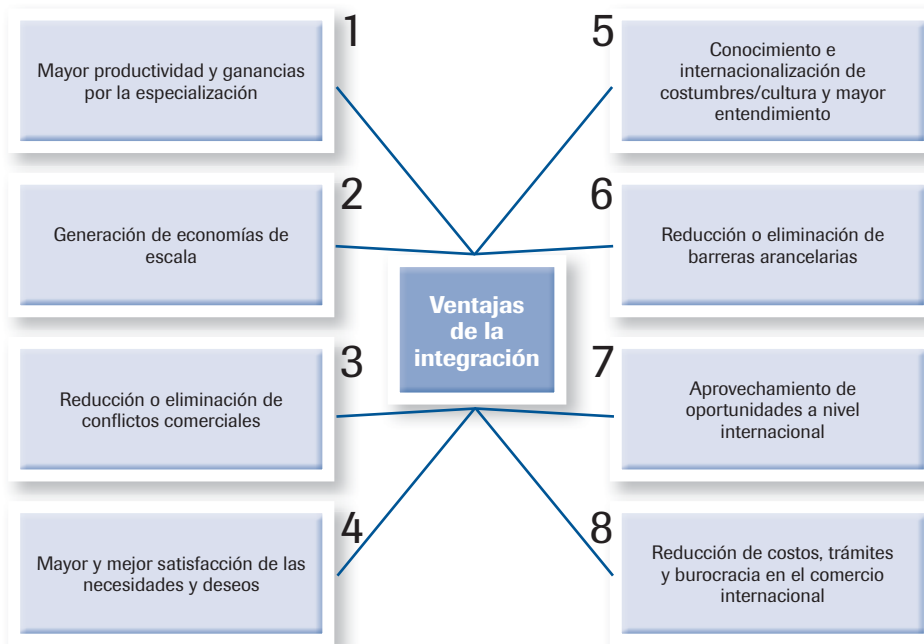 1
Mayor productividad y ganancias
por la especialización
2
Generación de economías de
escala
3
Reducción o eliminación de
conflictos comerciales
4
Mayor y mejor satisfacción de las
necesidades y deseos
Ventajas
de la
integración
5
Conocimiento e
internacionalización de
costumbres/cultura y mayor
entendimiento
6
Reducción o eliminación de
barreras arancelarias
7
Aprovechamiento de
oportunidades a nivel
internacional
8
Reducción de costos, trámites
y burocracia en el comercio
internacional